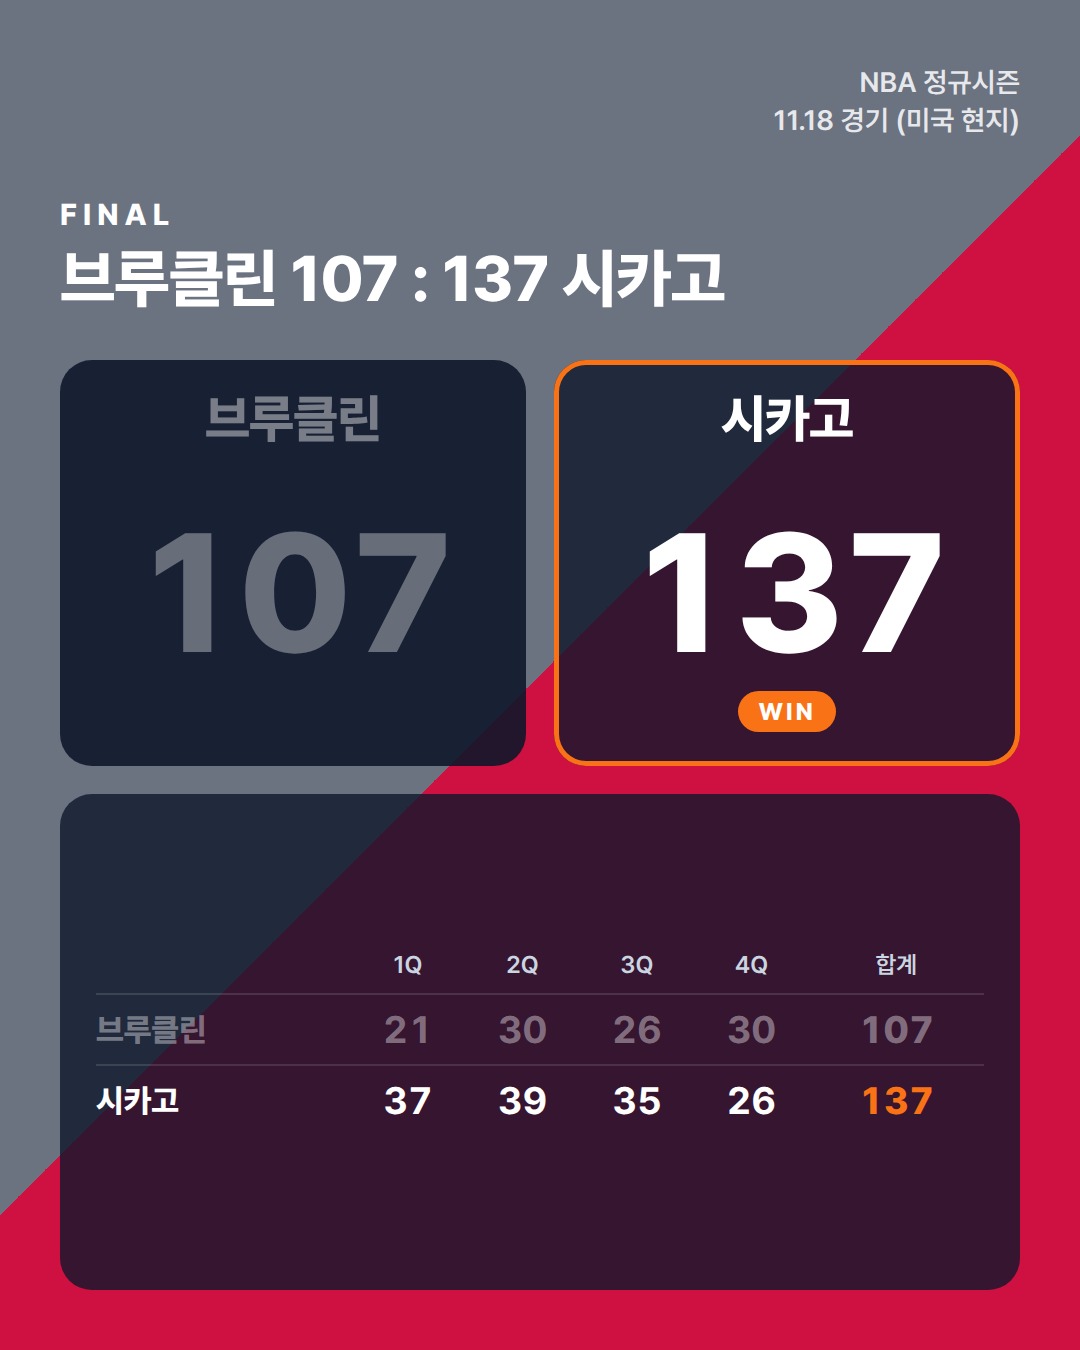 NBA 정규시즌
11.18 경기 (미국 현지)
FINAL
브루클린 107 : 137 시카고
브루클린
107
시카고
137
WIN
1Q 2Q 3Q 4Q 합계
브루클린 21 30 26 30 107
시카고 37 39 35 26 137